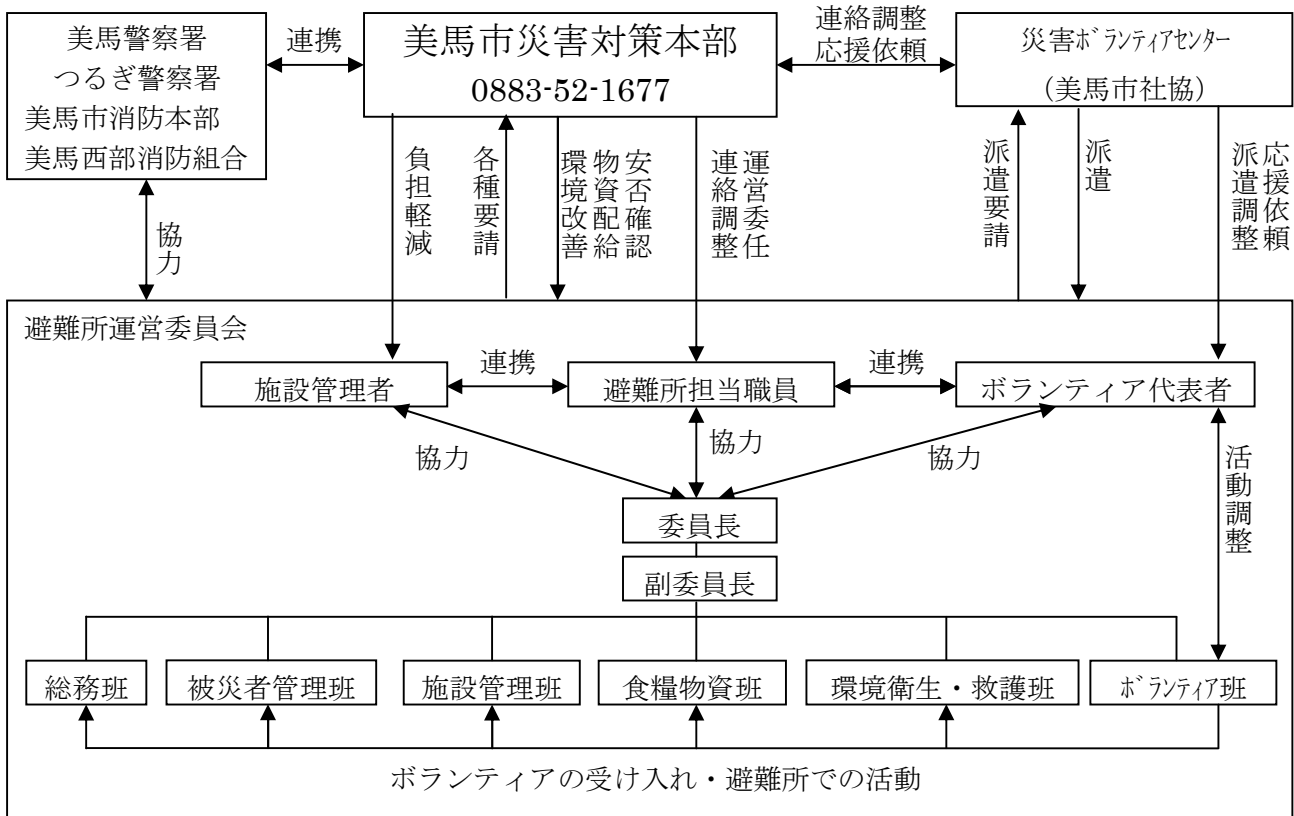 美馬警察署
つるぎ警察署
美馬市消防本部
美馬西部消防組合
連携
美馬市災害対策本部
0883-52-1677
連絡調整
応援依頼
災害ボランティアセンター
(美馬市社協)
協力
負担軽減
各種要請
安否確認
物資配給
環境改善
運営委任
連絡調整
派遣要請
派遣
応援依頼
派遣調整
避難所運営委員会
施設管理者
連携
避難所担当職員
連携
ボランティア代表者
協力
協力
協力
活動調整
委員長
副委員長
総務班
被災者管理班
施設管理班
食糧物資班
環境衛生・救護班
ボランティア班
ボランティアの受け入れ・避難所での活動